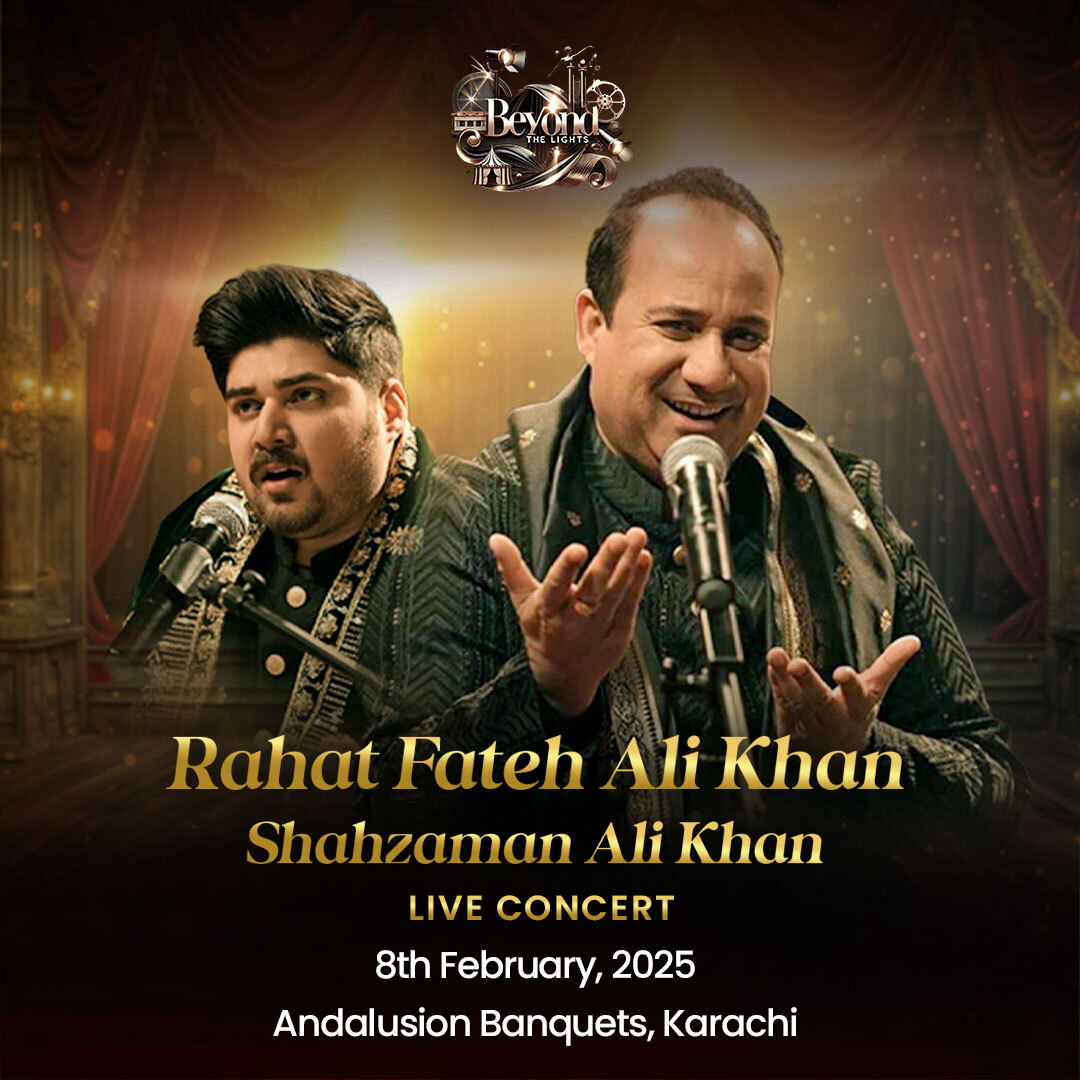 Beyond
THE LIGHTS
Rahat Fateh Ali Khan
Shahzaman Ali Khan
LIVE CONCERT
8th February, 2025
Andalusion Banquets, Karachi